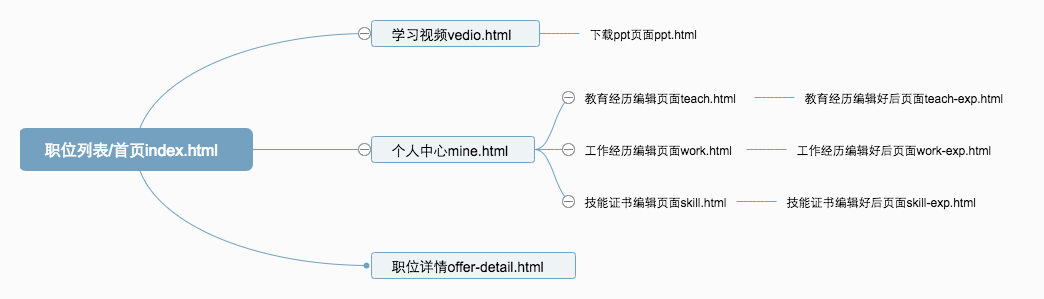 学习视频vedio.html
下载ppt页面ppt.html
教育经历编辑页面teach.html
教育经历编辑好后页面teach-exp.html
职位列表/首页index.html
个人中心mine.html
工作经历编辑页面work.html
工作经历编辑好后页面work-exp.html
技能证书编辑页面skill.html
技能证书编辑好后页面skill-exp.html
职位详情offer-detail.html